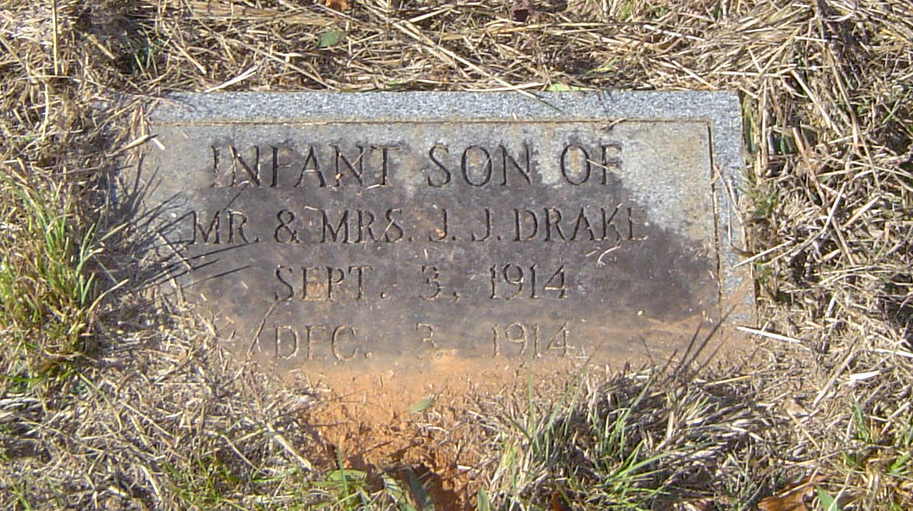 INFANT SON OF
MR. & MRS. J. J. DRAKE
SEPT. 3, 1914
DEC. 3, 1914